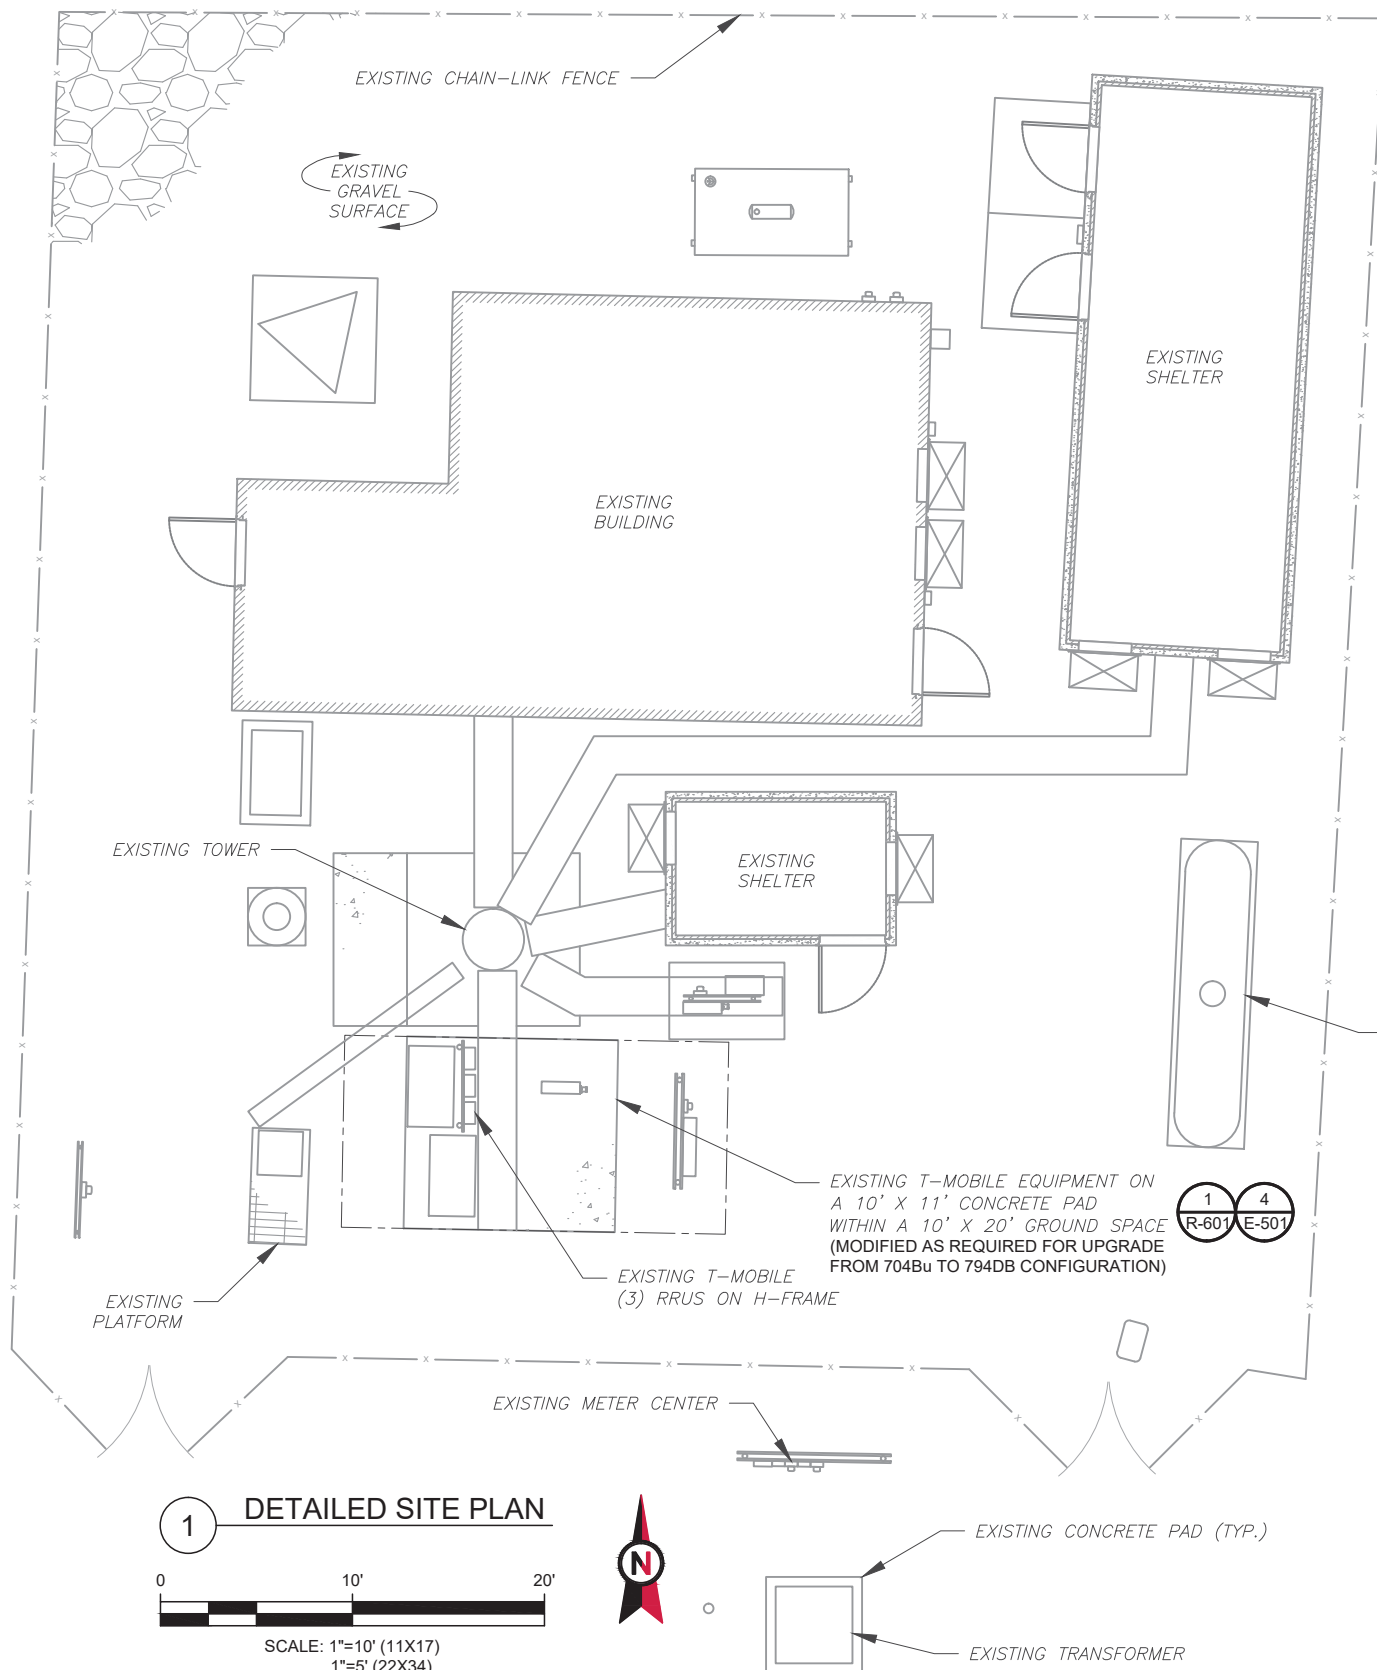 EXISTING CHAIN-LINK FENCE
EXISTING
GRAVEL
SURFACE
EXISTING
SHELTER
EXISTING
BUILDING
EXISTING TOWER
EXISTING
SHELTER
EXISTING T-MOBILE EQUIPMENT ON
A 10' X 11' CONCRETE PAD
WITHIN A 10' X 20' GROUND SPACE
(MODIFIED AS REQUIRED FOR UPGRADE
FROM 704Bu TO 794DB CONFIGURATION)
1
R-601
4
E-501
EXISTING T-MOBILE
(3) RRUS ON H-FRAME
EXISTING
PLATFORM
EXISTING METER CENTER
1
DETAILED SITE PLAN
0 10' 20'
SCALE: 1"=10' (11X17)
1"=5' (22X34)
N
EXISTING CONCRETE PAD (TYP.)
EXISTING TRANSFORMER